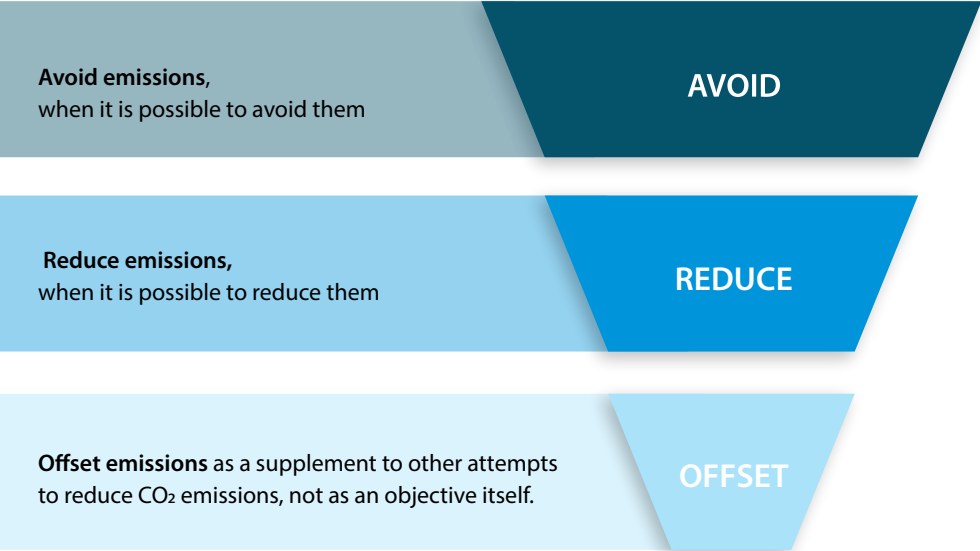 Avoid emissions,
when it is possible to avoid them
AVOID
Reduce emissions,
when it is possible to reduce them
REDUCE
Offset emissions as a supplement to other attempts
to reduce CO₂ emissions, not as an objective itself.
OFFSET